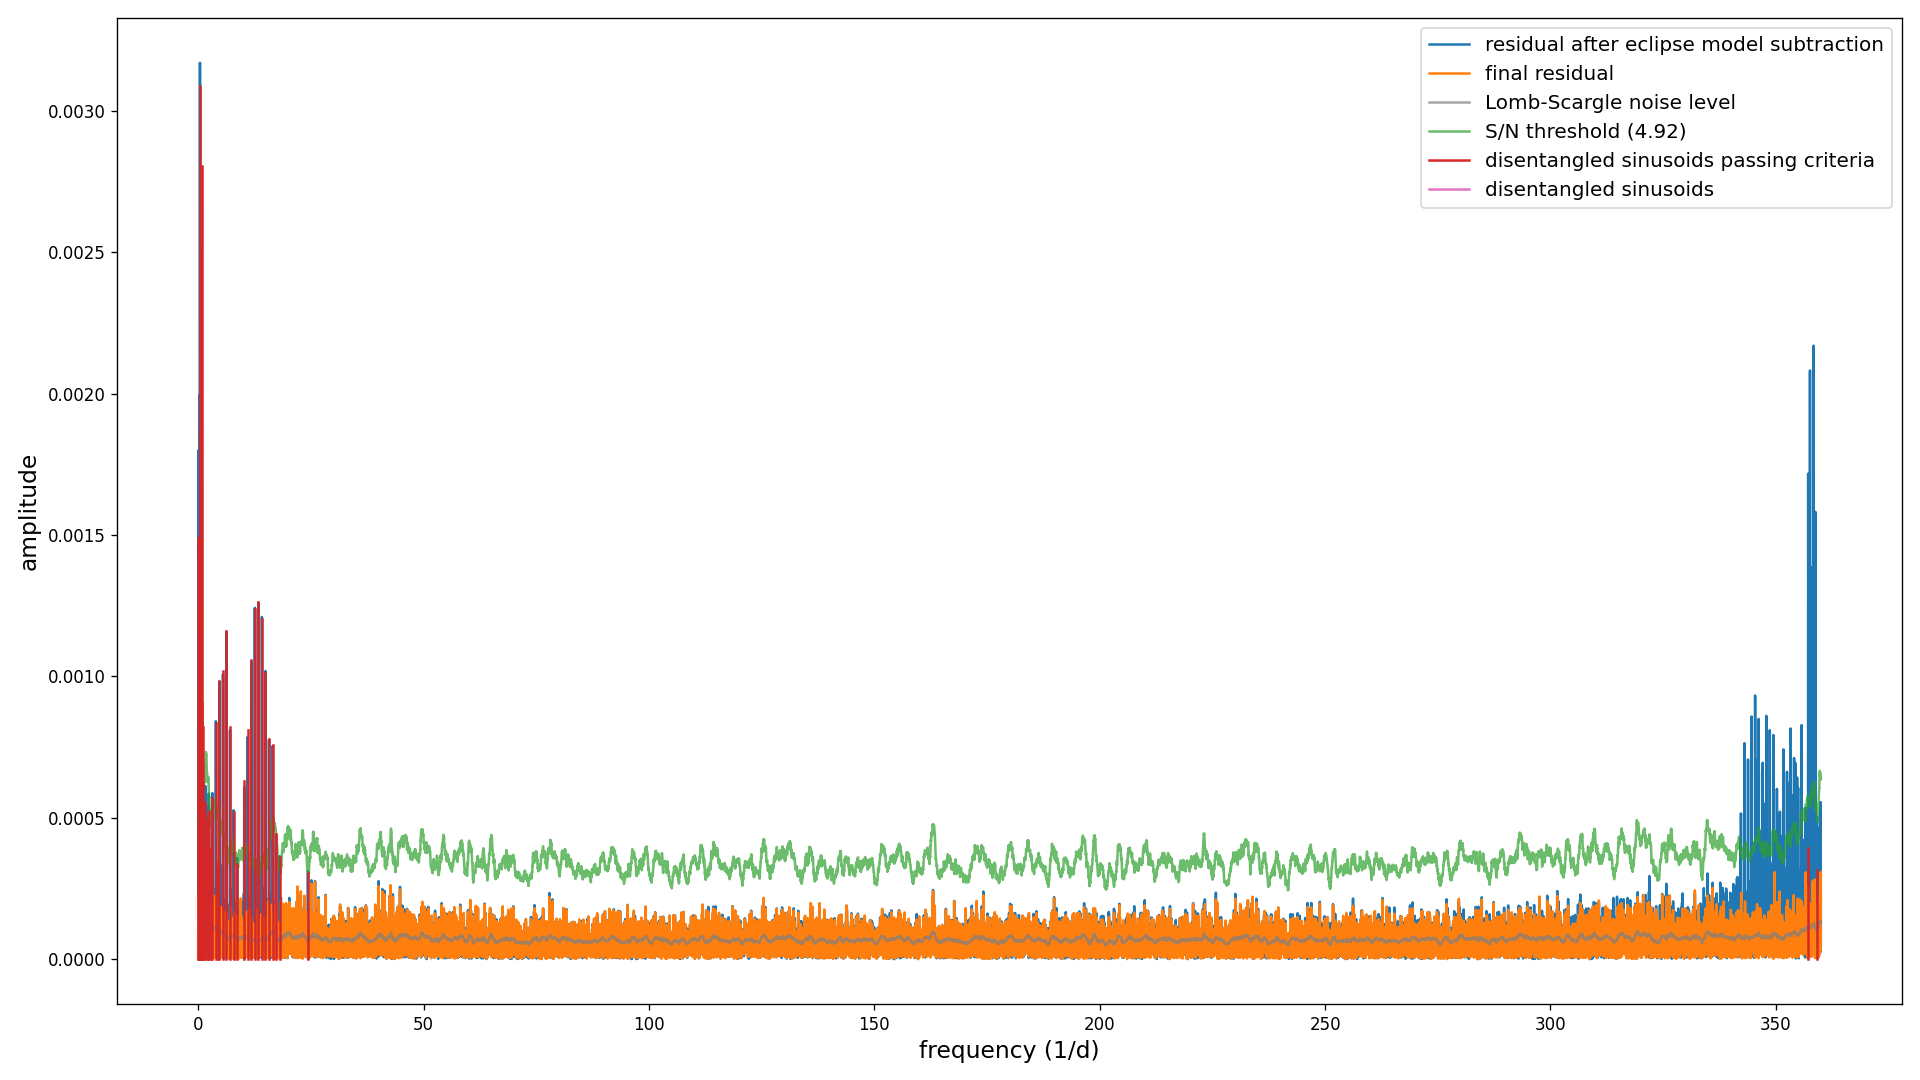 residual after eclipse model subtraction
final residual
Lomb-Scargle noise level
S/N threshold (4.92)
disentangled sinusoids passing criteria
disentangled sinusoids
amplitude
0.0030
0.0025
0.0020
0.0015
0.0010
0.0005
0.0000
0 50 100 150 200 250 300 350
frequency (1/d)